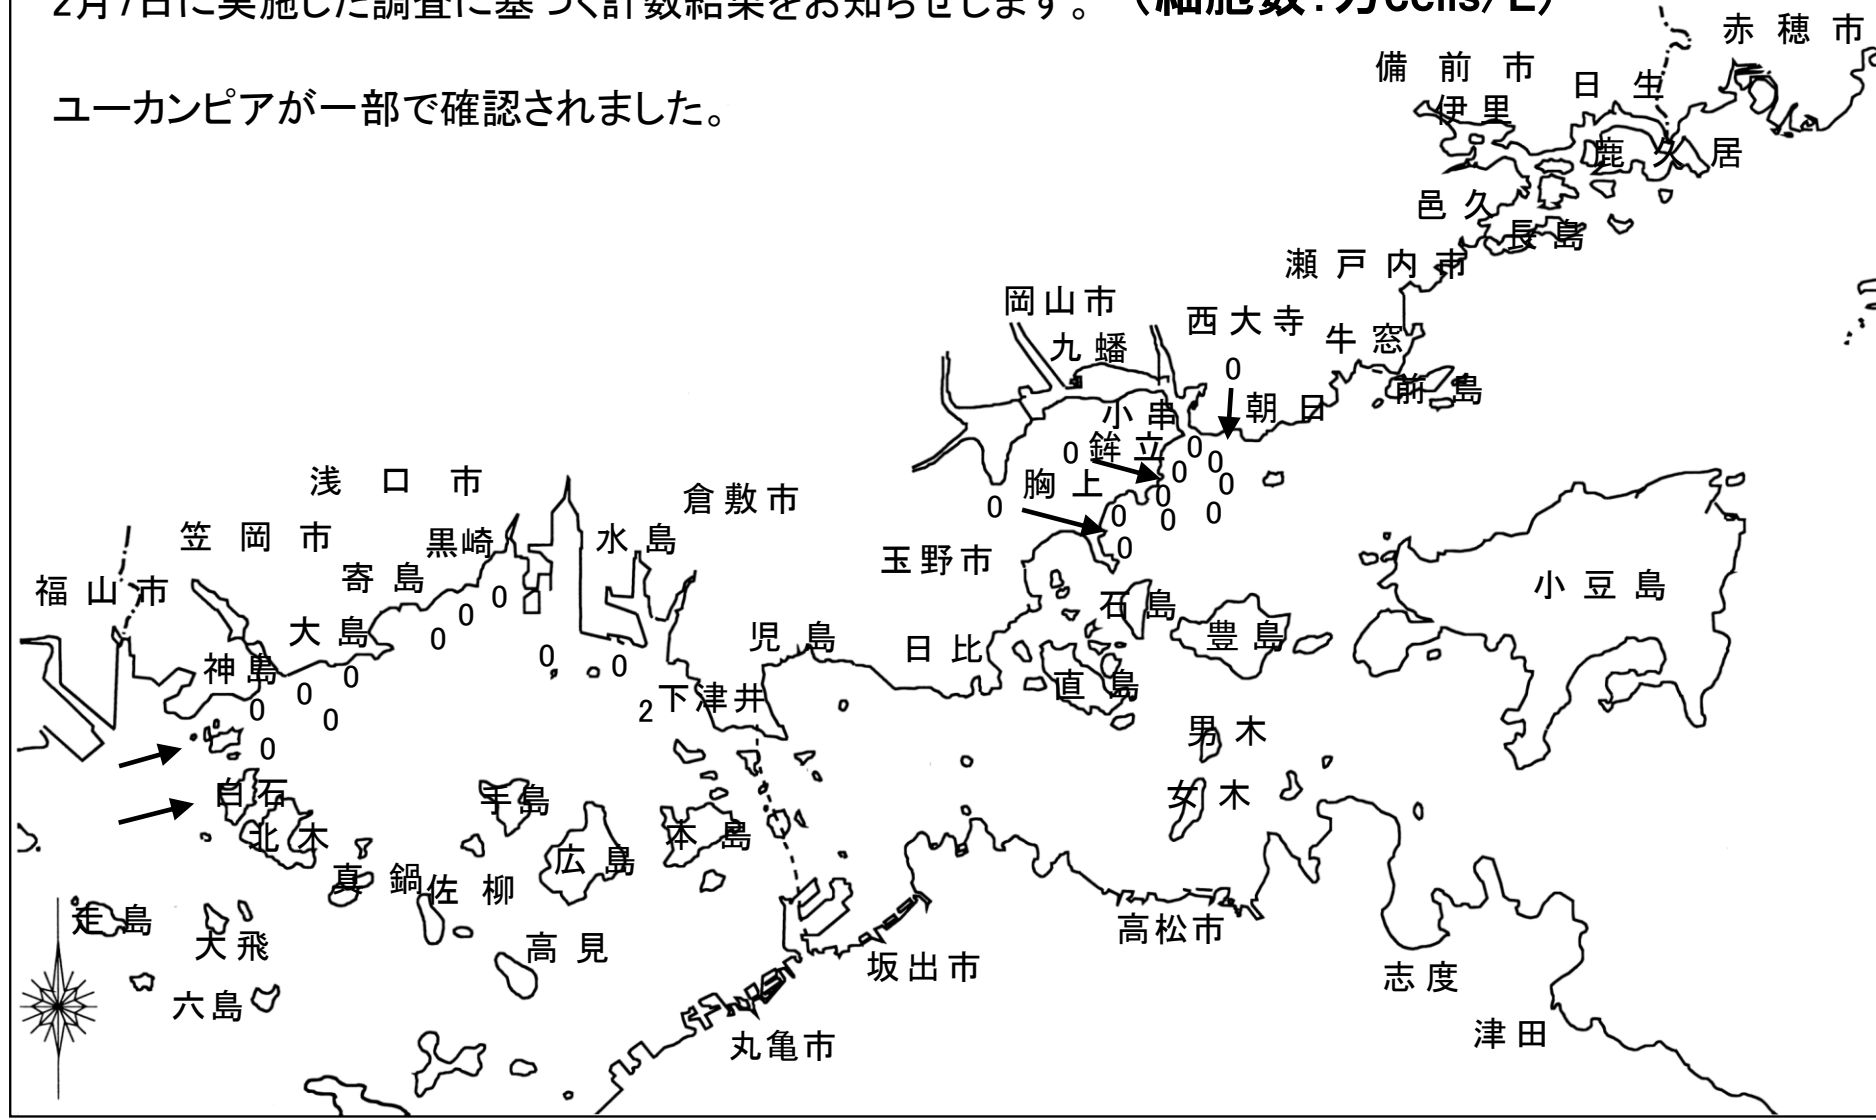 2月7日に実施した調査に基づく計数結果をお知らせします。 (細胞数:万cells/L)
ユーカンピアが一部で確認されました。
赤穂市
備前市
日生
伊里
鹿久居
邑久
長島
瀬戸内市
岡山市
西大寺
牛窓
九蟠
0
前島
小串
朝日
0
鉾立
0
0
0
胸上
0
0
0
0
0
0
0
浅口市
倉敷市
笠岡市
黒崎
水島
玉野市
福山市
寄島
0
0
石島
小豆島
大島
0
児島
日比
豊島
神島
0
0
0
0
直島
下津井
2
0
0
0
男木
白石
手島
女木
北木
本島
広島
真鍋
佐柳
走島
大飛
高見
高松市
坂出市
志度
六島
丸亀市
津田